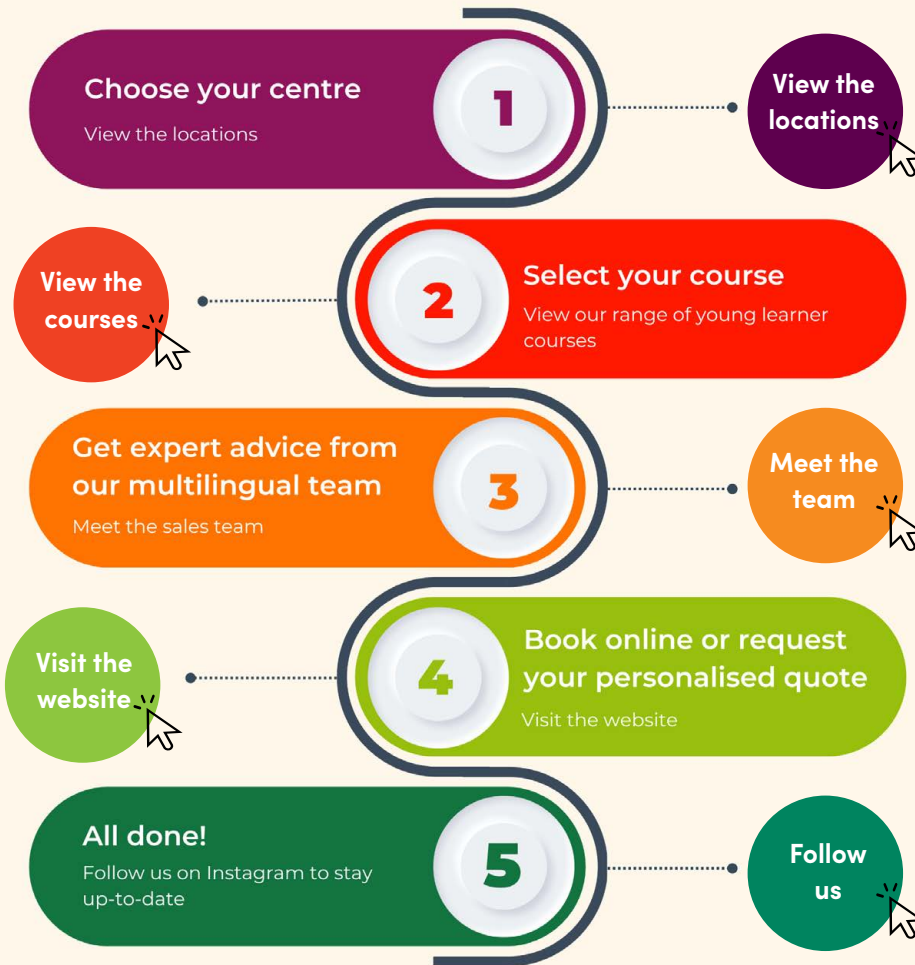 Choose your centre
View the locations
1
View the
locations
View the
courses
2
Select your course
View our range of young learner
courses
Get expert advice from
our multilingual team
Meet the sales team
3
Meet the
team
Visit the
website
4
Book online or request
your personalised quote
Visit the website
All done!
Follow us on Instagram to stay
up-to-date
5
Follow
us